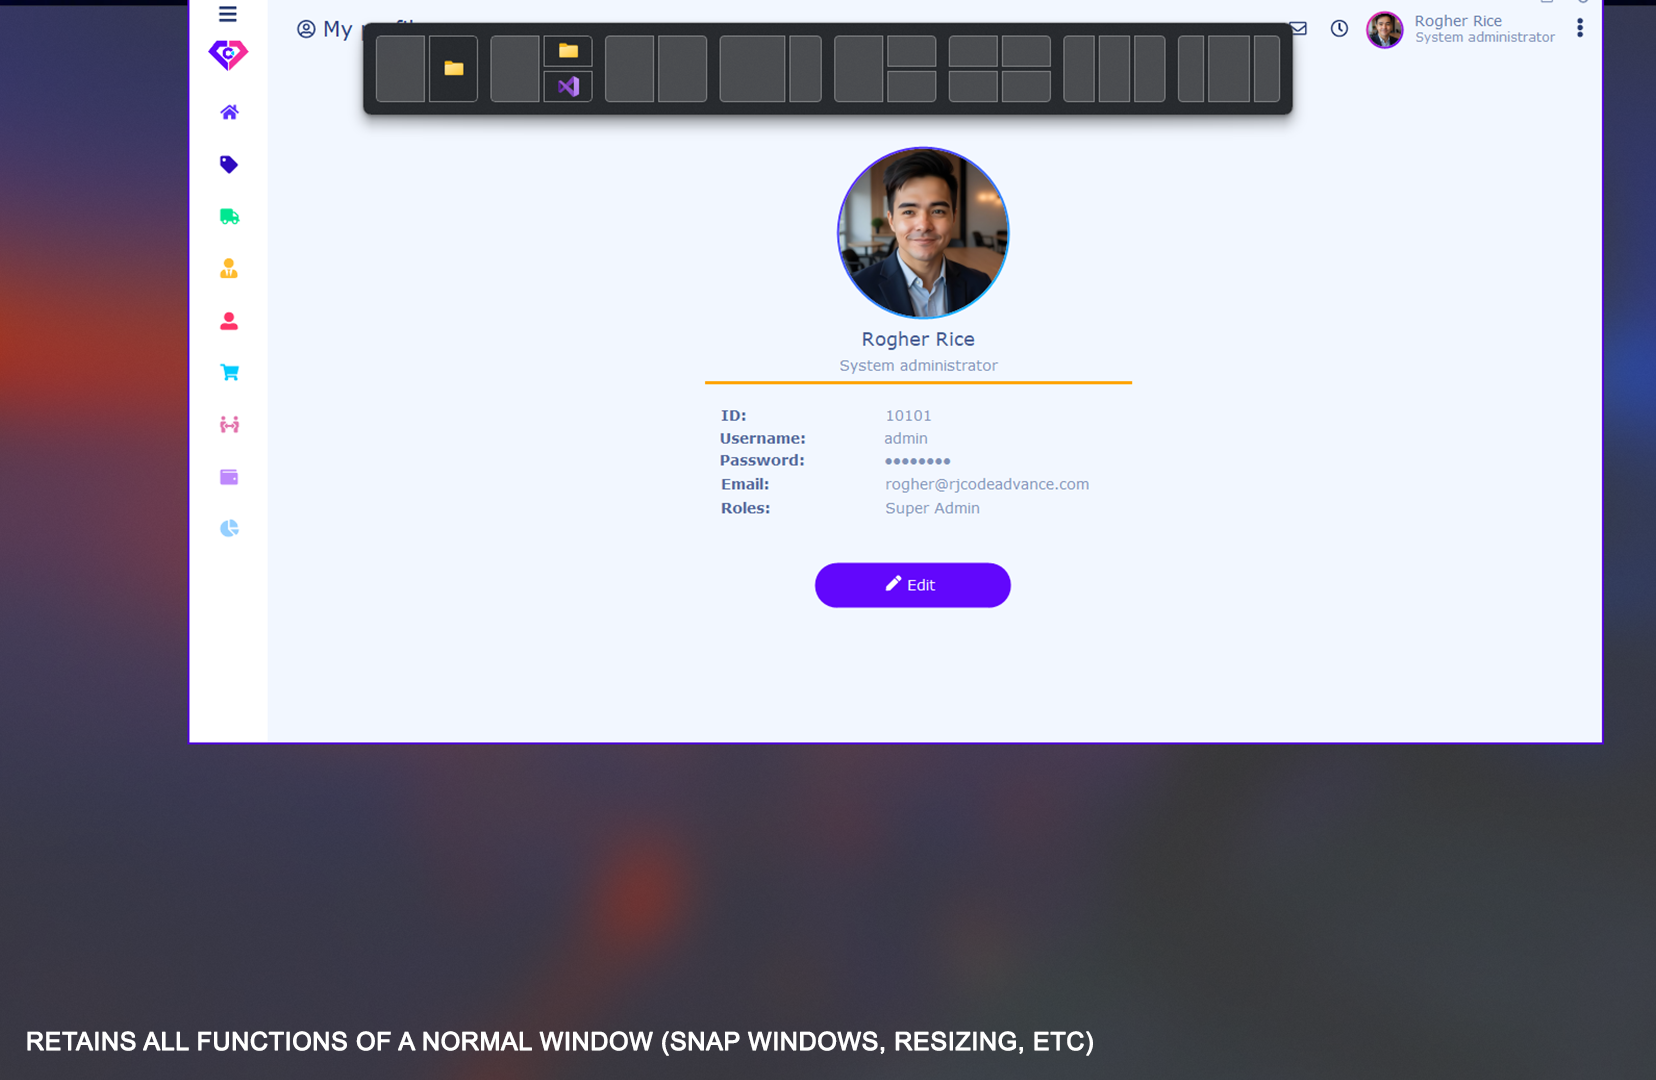 My
Rogher Rice
System administrator
Rogher Rice
System administrator
ID: 10101
Username: admin
Password: ••••••••
Email: rogher@rjcodeadvance.com
Roles: Super Admin
Edit
RETAINS ALL FUNCTIONS OF A NORMAL WINDOW (SNAP WINDOWS, RESIZING, ETC)